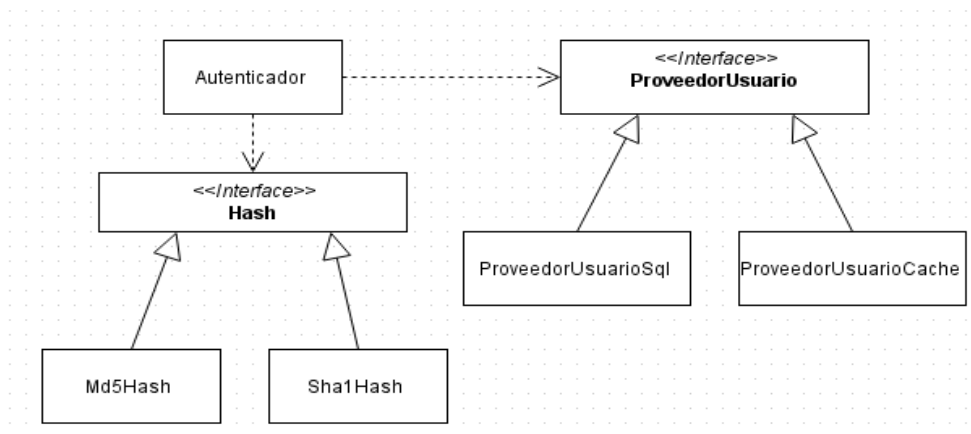 Autenticador
<<Interface>>
ProveedorUsuario
<<Interface>>
Hash
ProveedorUsuarioSql
ProveedorUsuarioCache
Md5Hash
Sha1Hash